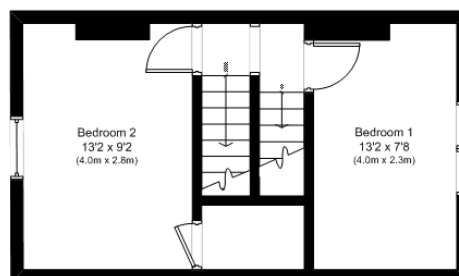 Bedroom 2
13'2 x 9'2
(4.0m x 2.8m)
Bedroom 1
13'2 x 7'8
(4.0m x 2.3m)